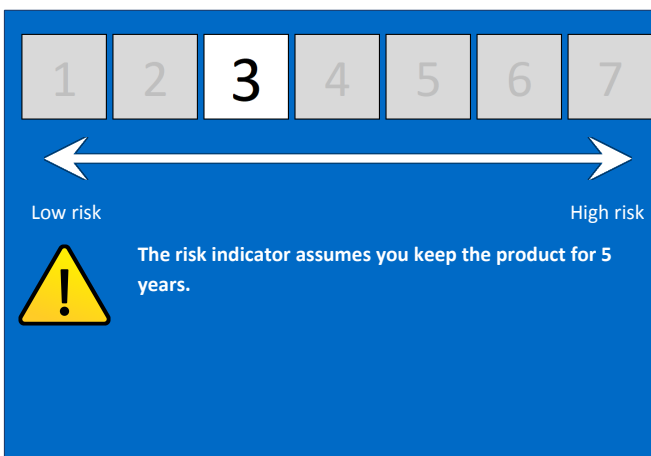 1 2 3 4 5 6 7
Low risk High risk
The risk indicator assumes you keep the product for 5
years.